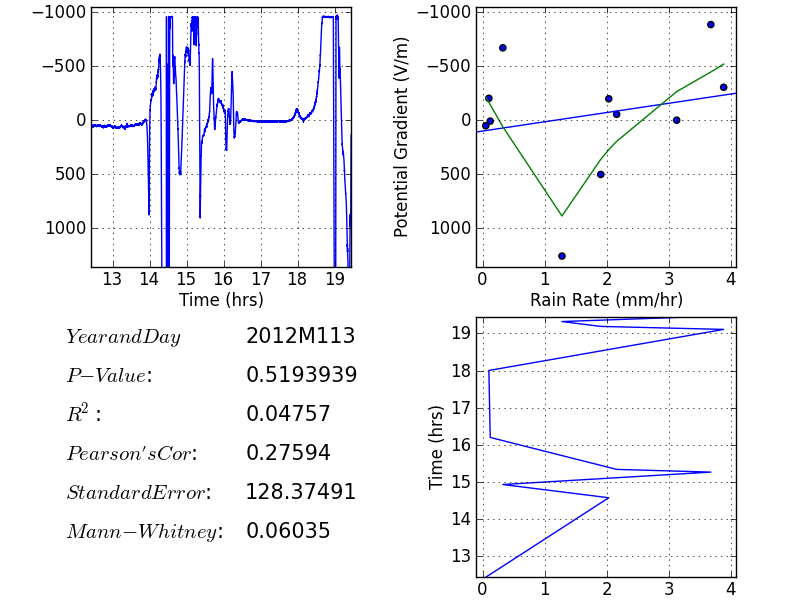 −1000
−500
0
500
1000
13 14 15 16 17 18 19
Time (hrs)
Potential Gradient (V/m)
−1000
−500
0
500
1000
0 1 2 3 4
Rain Rate (mm/hr)
YearandDay 2012M113
P−Value: 0.5193939
R² : 0.04757
Pearson'sCor: 0.27594
StandardError: 128.37491
Mann−Whitney: 0.06035
Time (hrs)
19
18
17
16
15
14
13
0 1 2 3 4